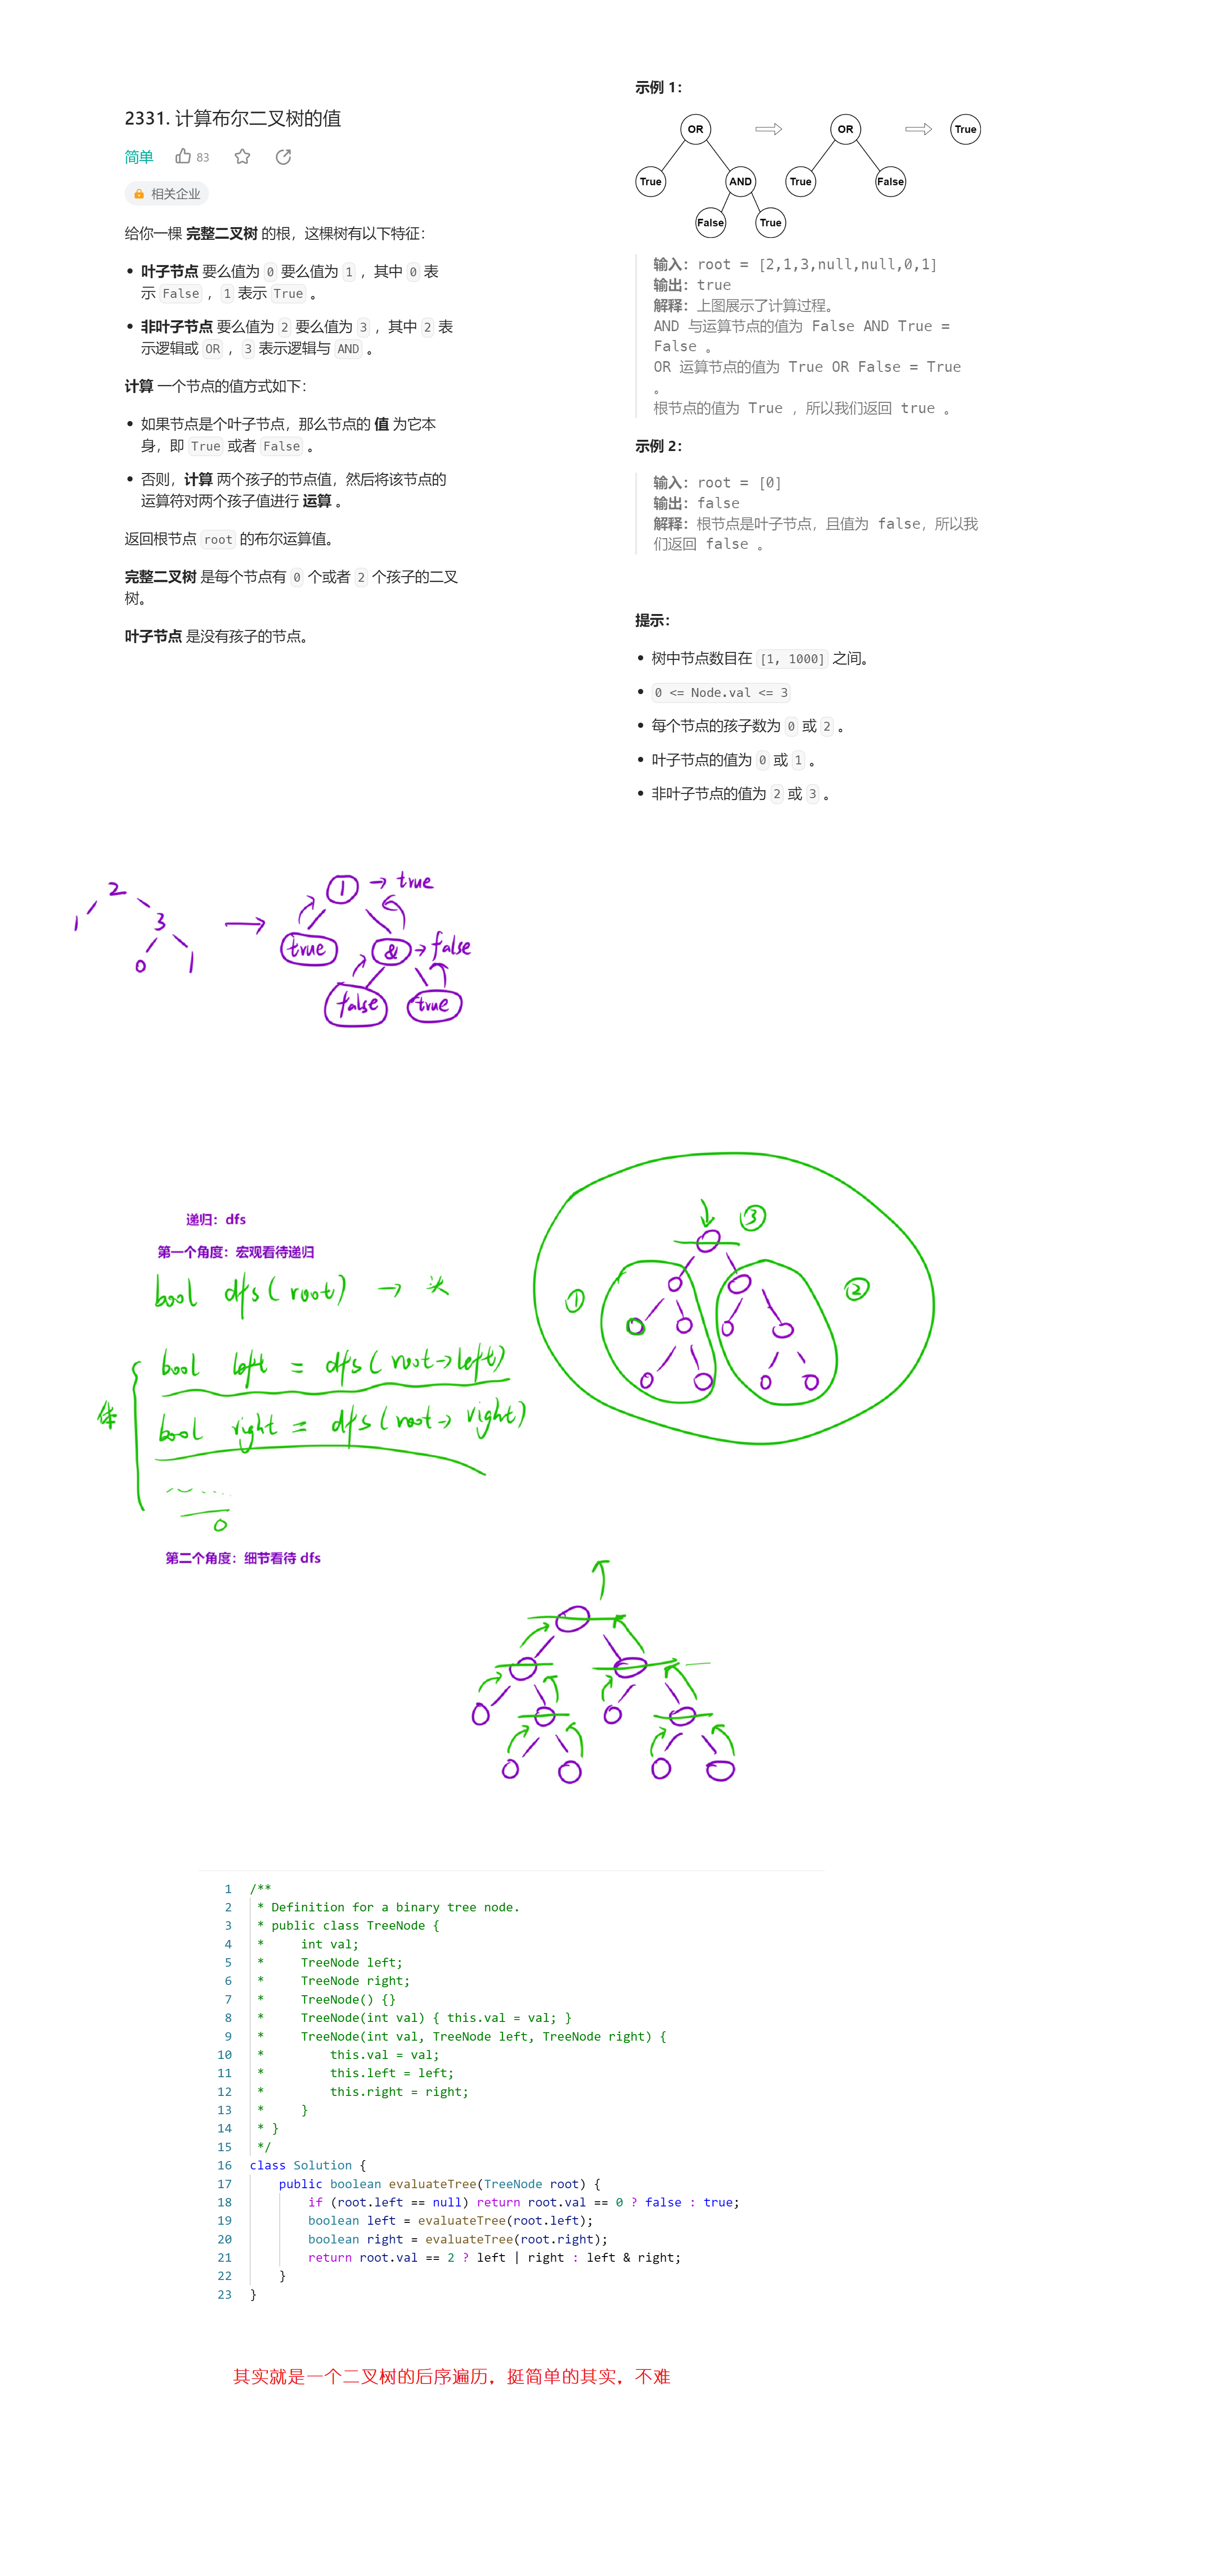 2331. 计算布尔二叉树的值
简单 83
相关企业
给你一棵 完整二叉树 的根，这棵树有以下特征：
• 叶子节点 要么值为 0 要么值为 1 ，其中 0 表
示 False ，1 表示 True 。
• 非叶子节点 要么值为 2 要么值为 3 ，其中 2 表
示逻辑或 OR ，3 表示逻辑与 AND 。
计算 一个节点的值方式如下：
• 如果节点是个叶子节点，那么节点的 值 为它本
身，即 True 或者 False 。
• 否则，计算 两个孩子的节点值，然后将该节点的
运算符对两个孩子值进行 运算 。
返回根节点 root 的布尔运算值。
完整二叉树 是每个节点有 0 个或者 2 个孩子的二叉
树。
叶子节点 是没有孩子的节点。
示例 1：
OR OR True
True AND True False
False True
输入：root = [2,1,3,null,null,0,1]
输出：true
解释：上图展示了计算过程。
AND 与运算节点的值为 False AND True =
False 。
OR 运算节点的值为 True OR False = True
。
根节点的值为 True ，所以我们返回 true 。
示例 2：
输入：root = [0]
输出：false
解释：根节点是叶子节点，且值为 false，所以我
们返回 false 。
提示：
• 树中节点数目在 [1, 1000] 之间。
• 0 <= Node.val <= 3
• 每个节点的孩子数为 0 或 2 。
• 叶子节点的值为 0 或 1 。
• 非叶子节点的值为 2 或 3 。
2
1 3
0 1
→
| → true
true & → false
false true
递归：dfs
第一个角度：宏观看待递归
bool dfs(root) → 头
体
bool left = dfs(root->left)
bool right = dfs(root->right)
① ② ③
第二个角度：细节看待 dfs
1 /**
2 * Definition for a binary tree node.
3 * public class TreeNode {
4 *     int val;
5 *     TreeNode left;
6 *     TreeNode right;
7 *     TreeNode() {}
8 *     TreeNode(int val) { this.val = val; }
9 *     TreeNode(int val, TreeNode left, TreeNode right) {
10 *         this.val = val;
11 *         this.left = left;
12 *         this.right = right;
13 *     }
14 * }
15 */
16 class Solution {
17     public boolean evaluateTree(TreeNode root) {
18         if (root.left == null) return root.val == 0 ? false : true;
19         boolean left = evaluateTree(root.left);
20         boolean right = evaluateTree(root.right);
21         return root.val == 2 ? left | right : left & right;
22     }
23 }
其实就是一个二叉树的后序遍历，挺简单的其实，不难